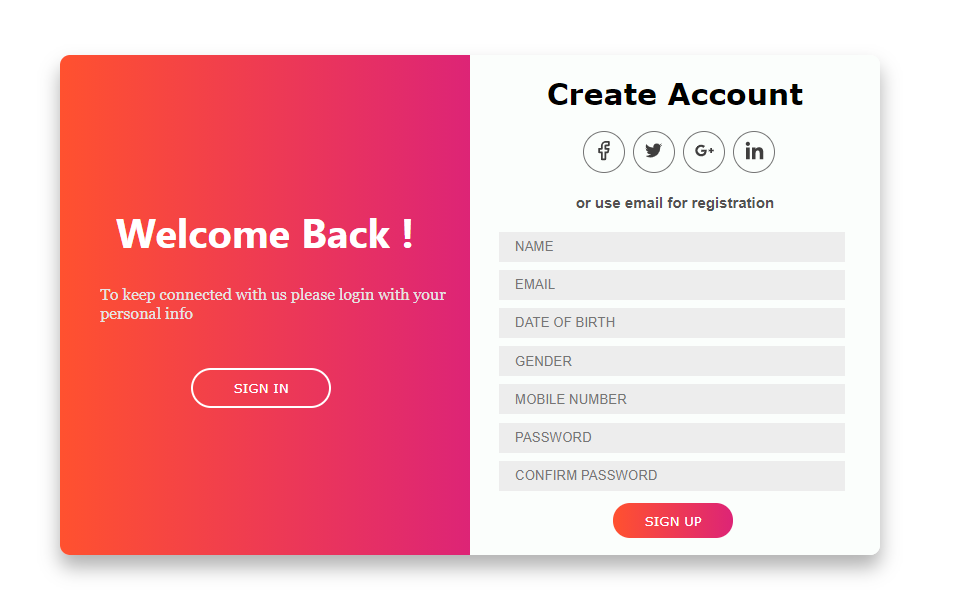 Welcome Back !
To keep connected with us please login with your
personal info
SIGN IN
Create Account
or use email for registration
NAME
EMAIL
DATE OF BIRTH
GENDER
MOBILE NUMBER
PASSWORD
CONFIRM PASSWORD
SIGN UP